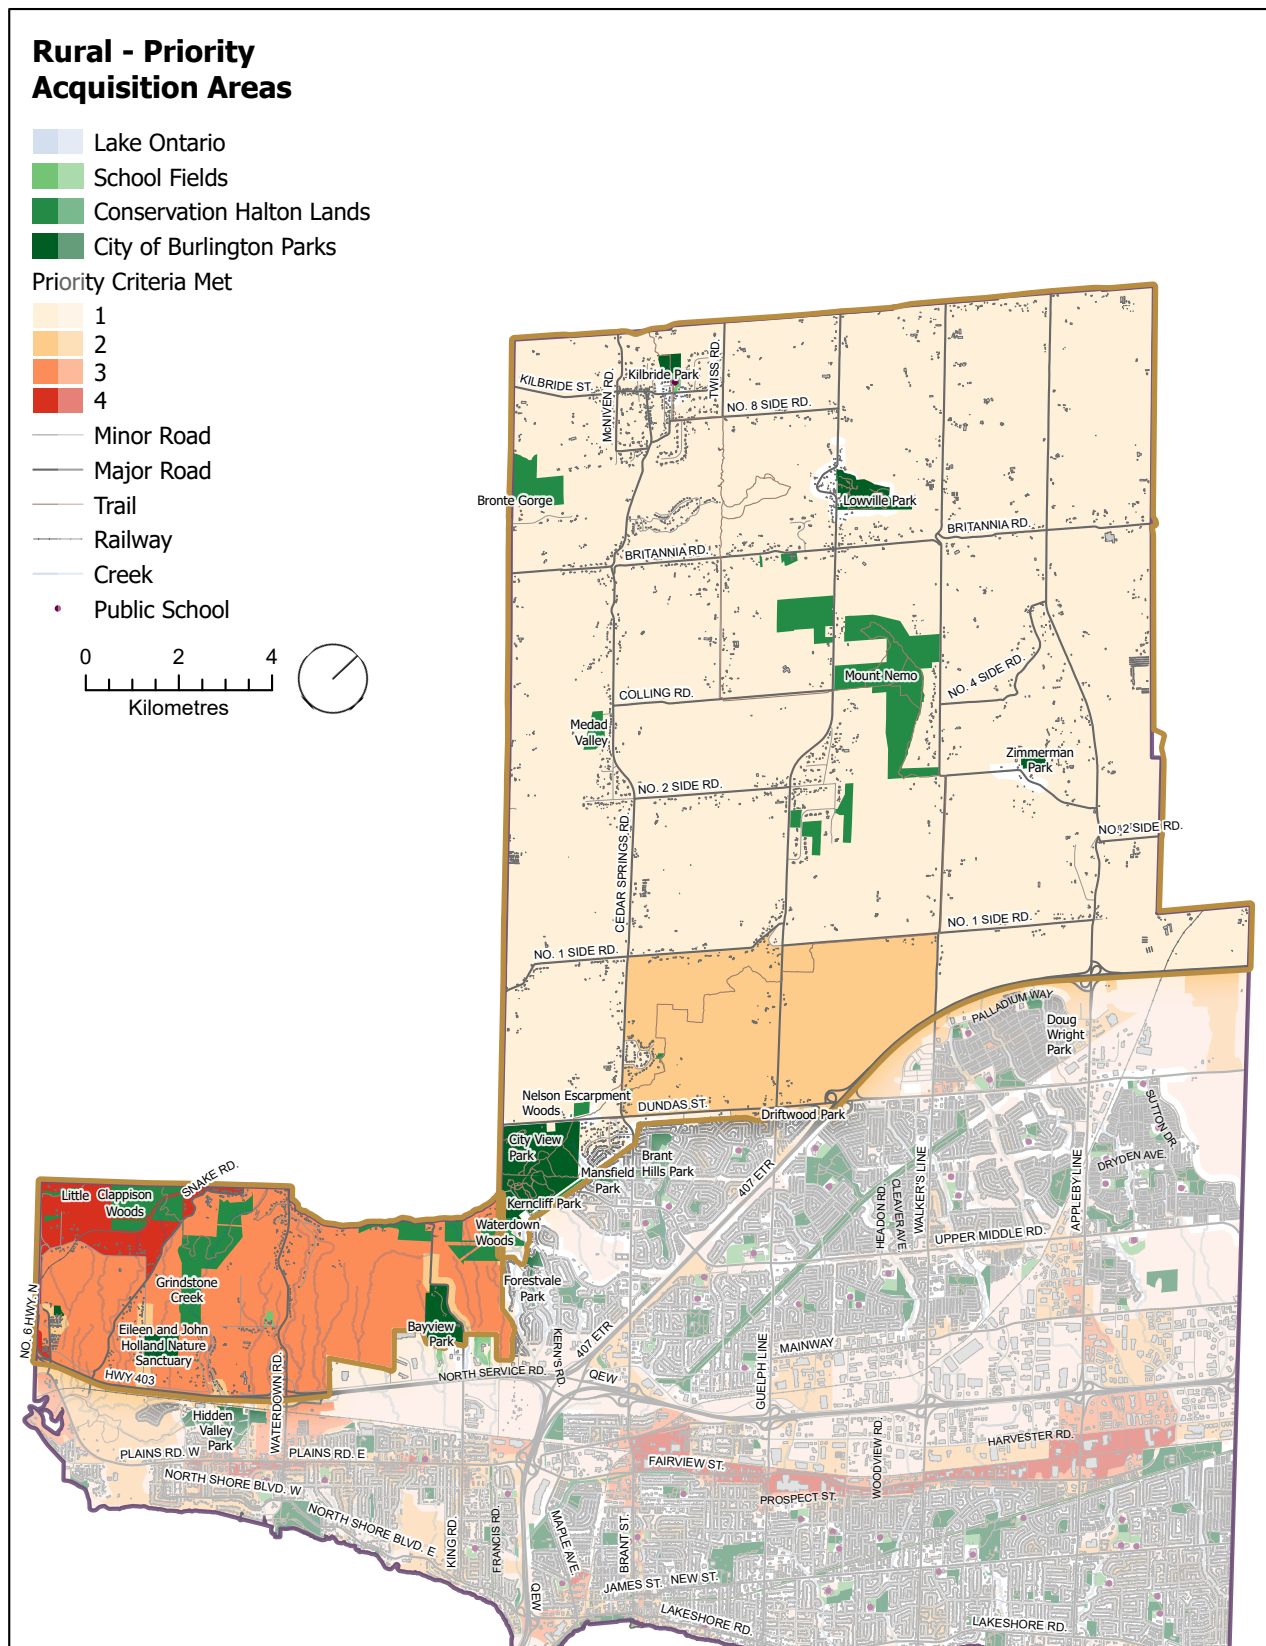 Rural - Priority
Acquisition Areas
Lake Ontario
School Fields
Conservation Halton Lands
City of Burlington Parks
Priority Criteria Met
1
2
3
4
Minor Road
Major Road
Trail
Railway
Creek
Public School
0 2 4
Kilometres
KILBRIDE ST.
McNIVEN RD.
Kilbride Park
TWISS RD.
NO. 8 SIDE RD.
Bronte Gorge
Lowville Park
BRITANNIA RD.
BRITANNIA RD.
Mount Nemo
NO. 4 SIDE RD.
COLLING RD.
Medad
Valley
Zimmerman
Park
NO. 2 SIDE RD.
NO. 2 SIDE RD.
CEDAR SPRINGS RD.
NO. 1 SIDE RD.
NO. 1 SIDE RD.
PALLADIUM WAY
Doug
Wright
Park
Nelson Escarpment
Woods
DUNDAS ST.
Driftwood Park
SUTTON DR.
City View
Park
Brant
Hills Park
Mansfield
Park
407 ETR
DRYDEN AVE.
Kerncliff Park
HEADON RD.
CLEAVER AVE.
WALKER'S LINE
APPLEBY LINE
UPPER MIDDLE RD.
Little
Clappison
Woods
SNAKE RD.
Waterdown
Woods
Grindstone
Creek
Forestvale
Park
NO. 6 HWY. N
Eileen and John
Holland Nature
Sanctuary
Bayview
Park
KERN'S RD.
407 ETR
GUELPH LINE
MAINWAY
HWY 403
WATERDOWN RD.
NORTH SERVICE RD.
QEW
Hidden
Valley
Park
PLAINS RD. W
PLAINS RD. E
WOODVIEW RD.
HARVESTER RD.
FAIRVIEW ST.
PROSPECT ST.
NORTH SHORE BLVD. W
NORTH SHORE BLVD. E
KING RD.
FRANCIS RD.
MAPLE AVE.
BRANT ST.
QEW
JAMES ST.
NEW ST.
LAKESHORE RD.
LAKESHORE RD.